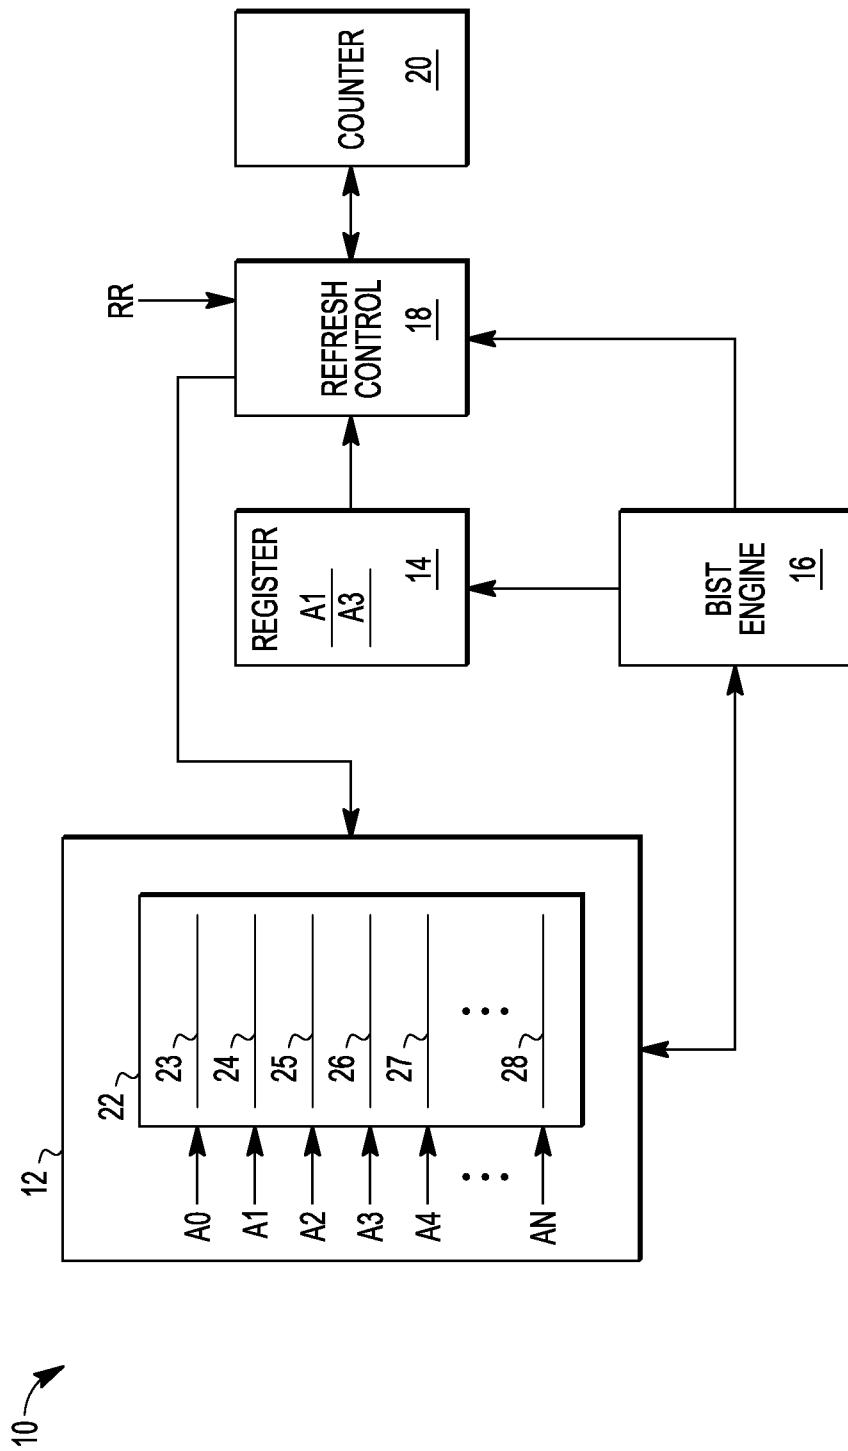 10
12
22
23
24
25
26
27
28
A0
A1
A2
A3
A4
AN
REGISTER
A1
A3
14
RR
REFRESH
CONTROL
18
COUNTER
20
BIST
ENGINE
16